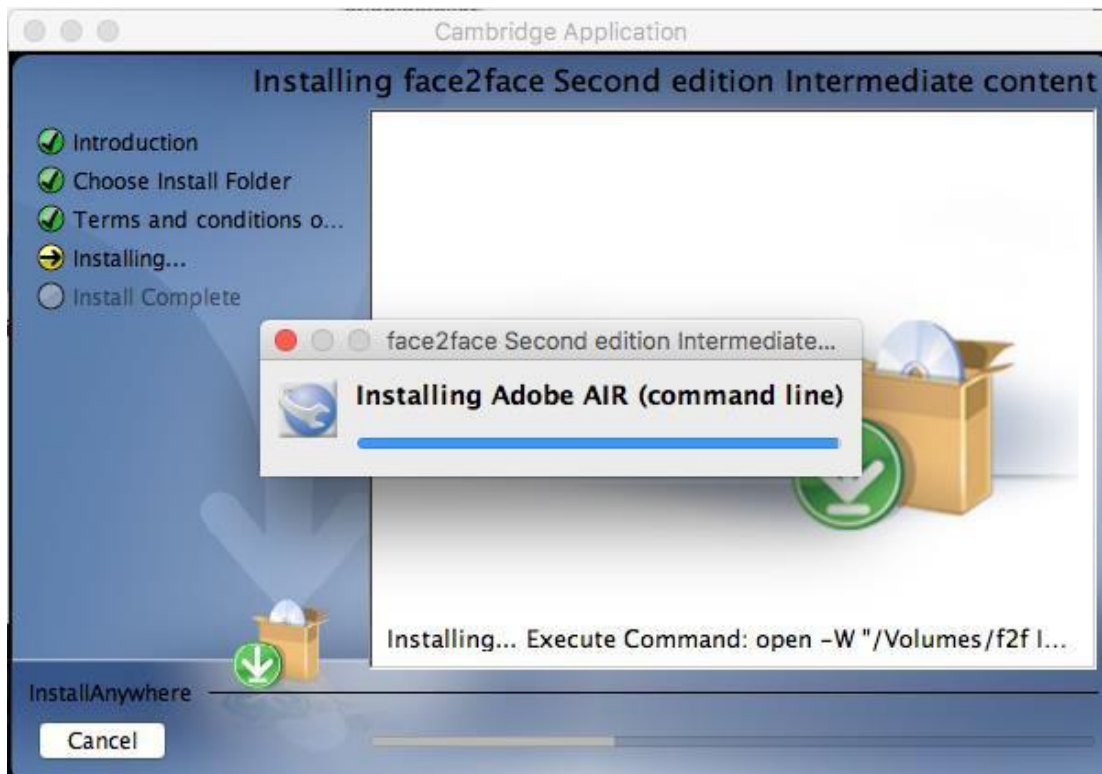 Cambridge Application
Installing face2face Second edition Intermediate content
Introduction
Choose Install Folder
Terms and conditions o...
Installing...
Install Complete
face2face Second edition Intermediate...
Installing Adobe AIR (command line)
Installing... Execute Command: open -W "/Volumes/f2f I...
InstallAnywhere
Cancel